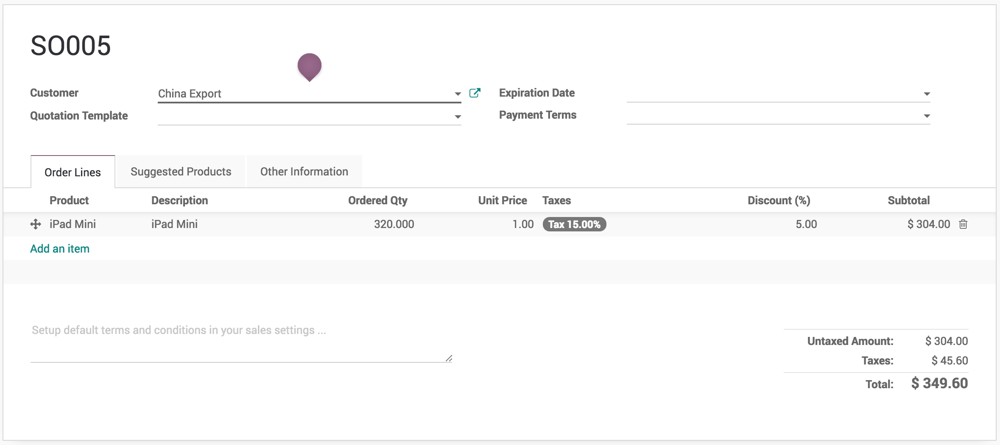 SO005
Customer China Export Expiration Date
Quotation Template Payment Terms
Order Lines Suggested Products Other Information
Product Description Ordered Qty Unit Price Taxes Discount (%) Subtotal
iPad Mini iPad Mini 320.000 1.00 Tax 15.00% 5.00 $ 304.00
Add an item
Setup default terms and conditions in your sales settings ...
Untaxed Amount: $ 304.00
Taxes: $ 45.60
Total: $ 349.60